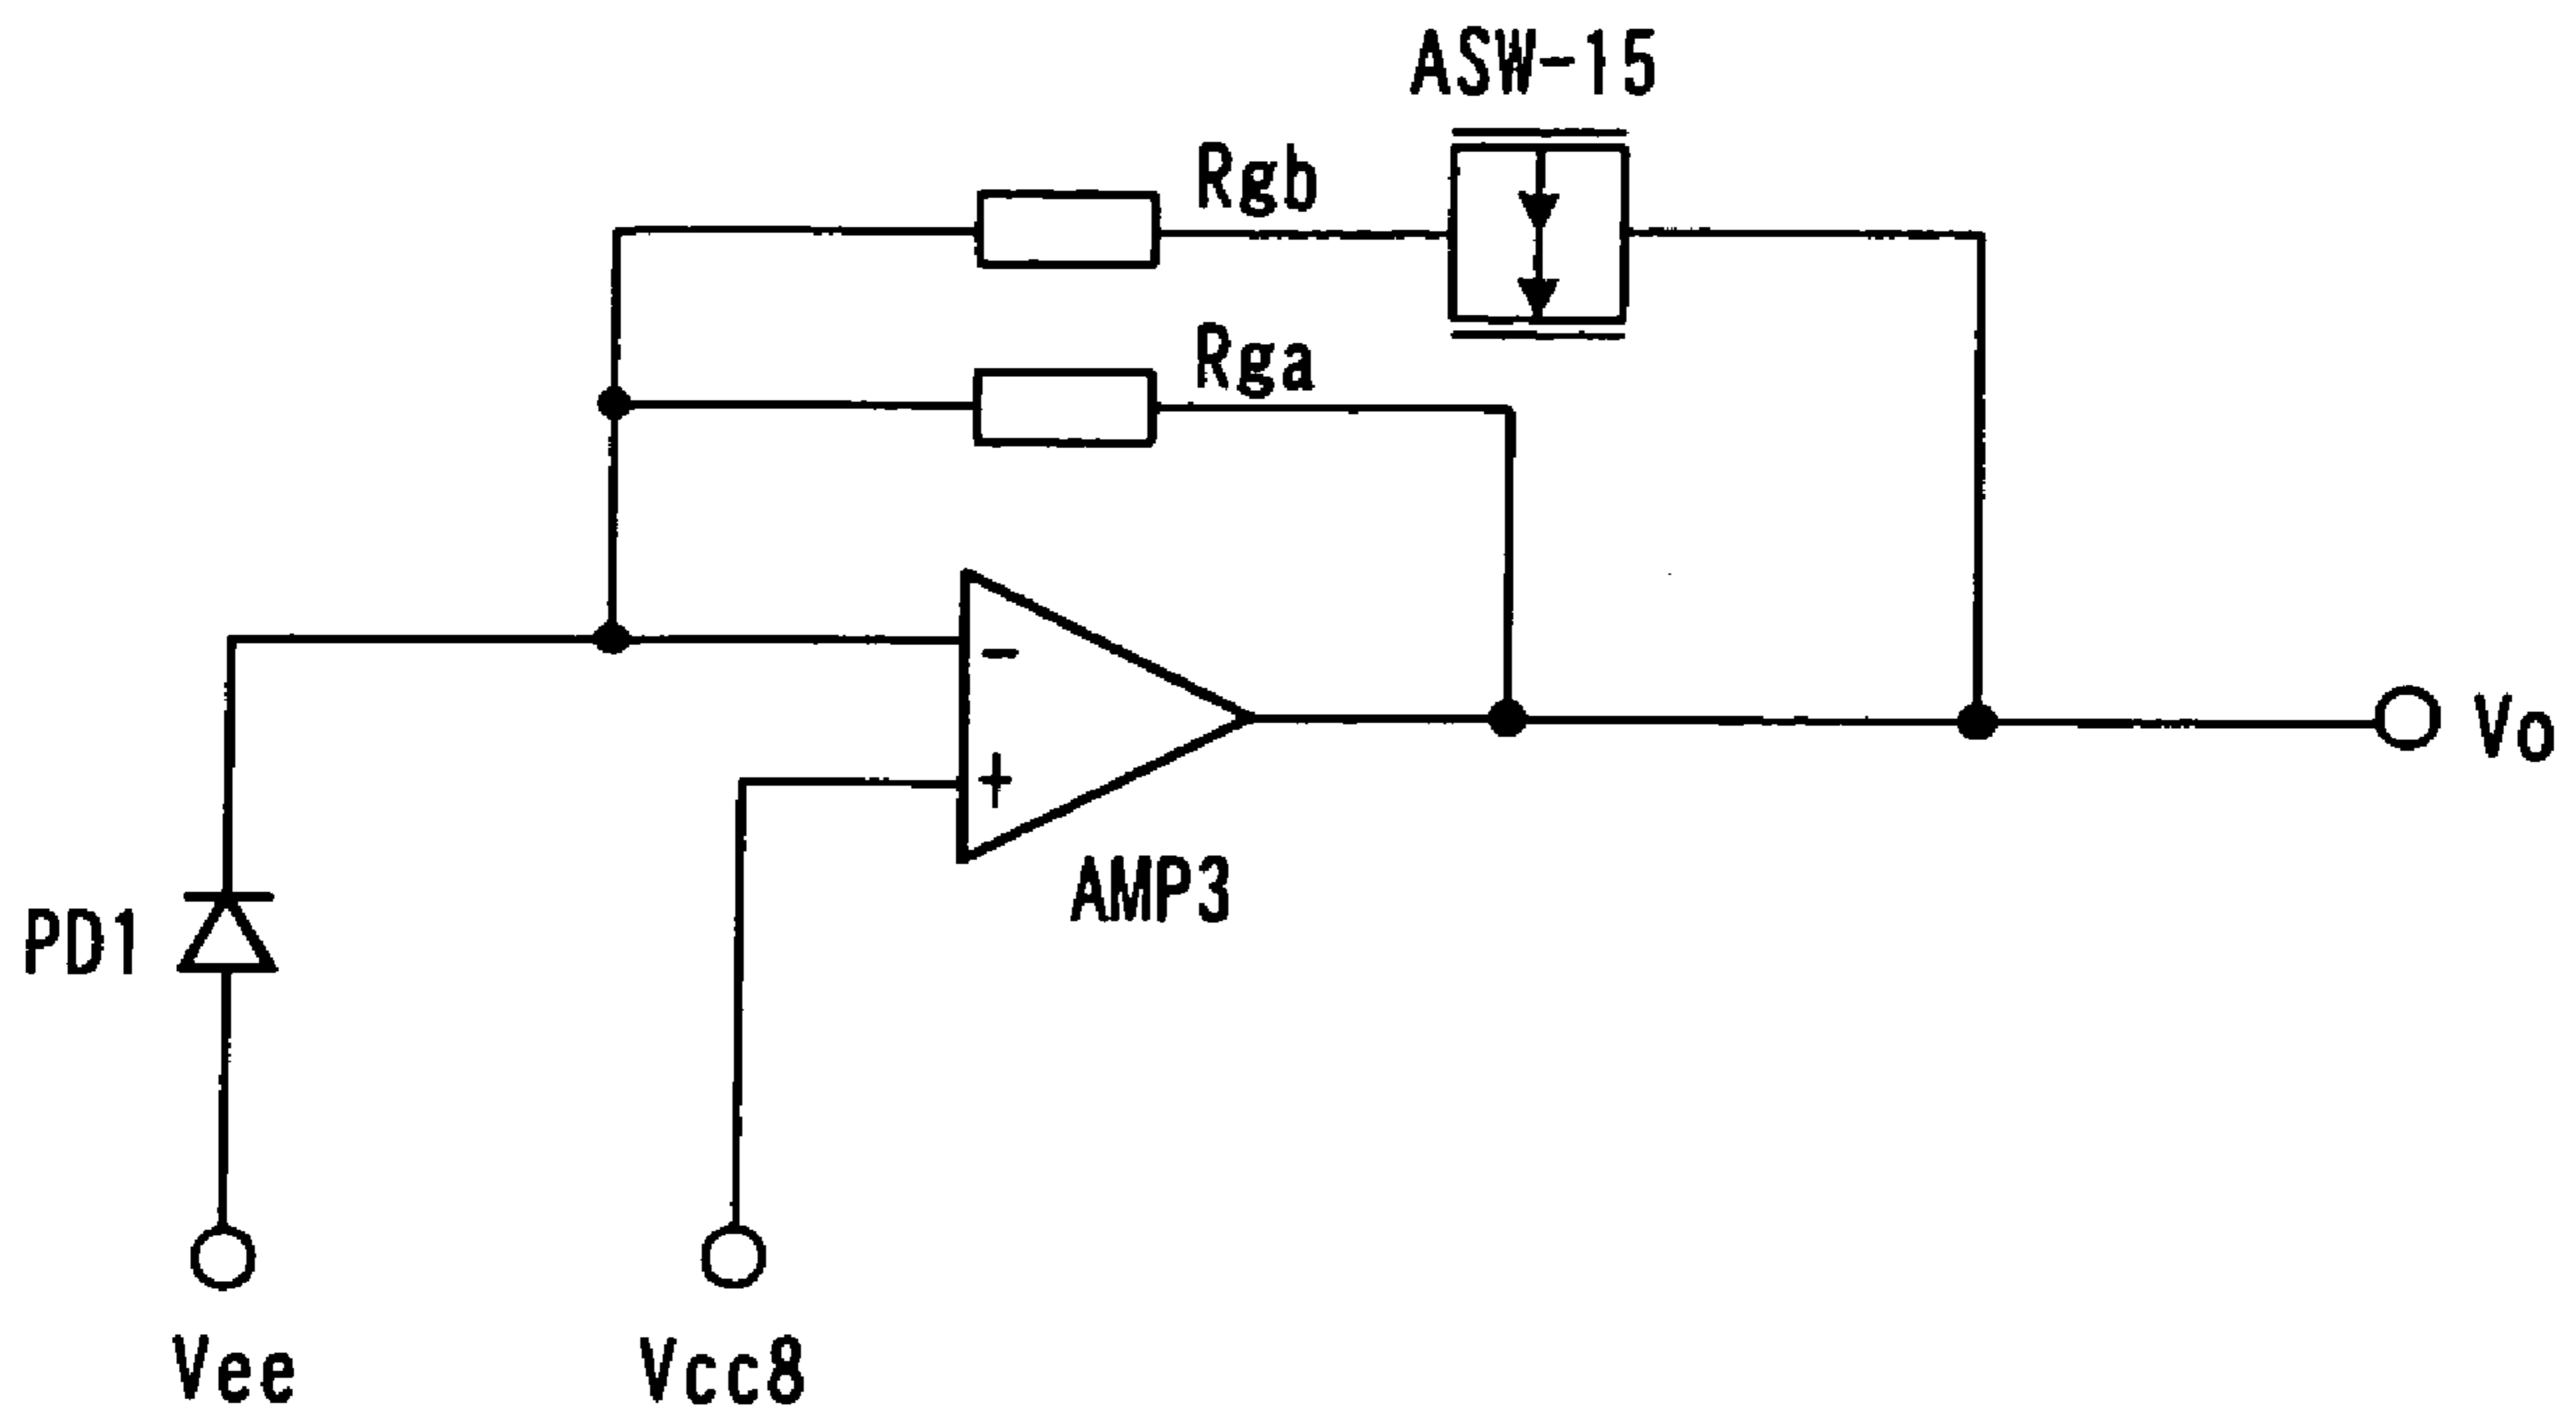 ASW-15
Rgb
Rga
-
+
Vo
AMP3
PD1
Vee
Vcc8